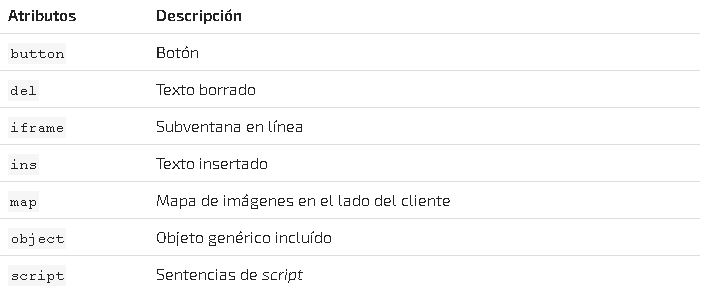 Atributos Descripción
button Botón
del Texto borrado
iframe Subventana en línea
ins Texto insertado
map Mapa de imágenes en el lado del cliente
object Objeto genérico incluído
script Sentencias de script